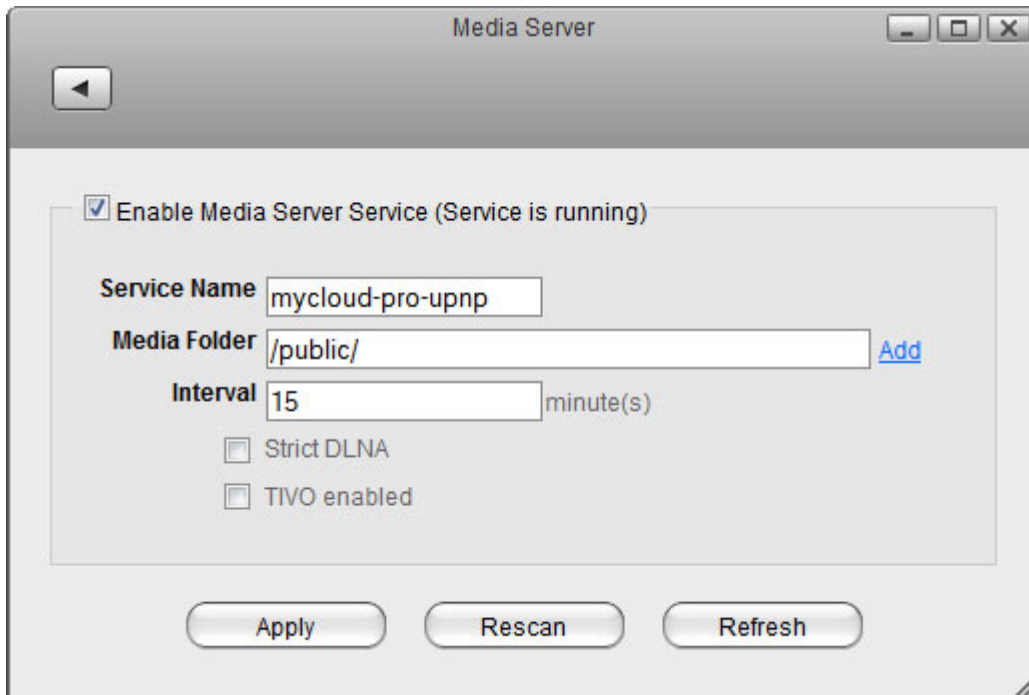 Media Server
Enable Media Server Service (Service is running)
Service Name mycloud-pro-upnp
Media Folder /public/ Add
Interval 15 minute(s)
Strict DLNA
TIVO enabled
Apply Rescan Refresh